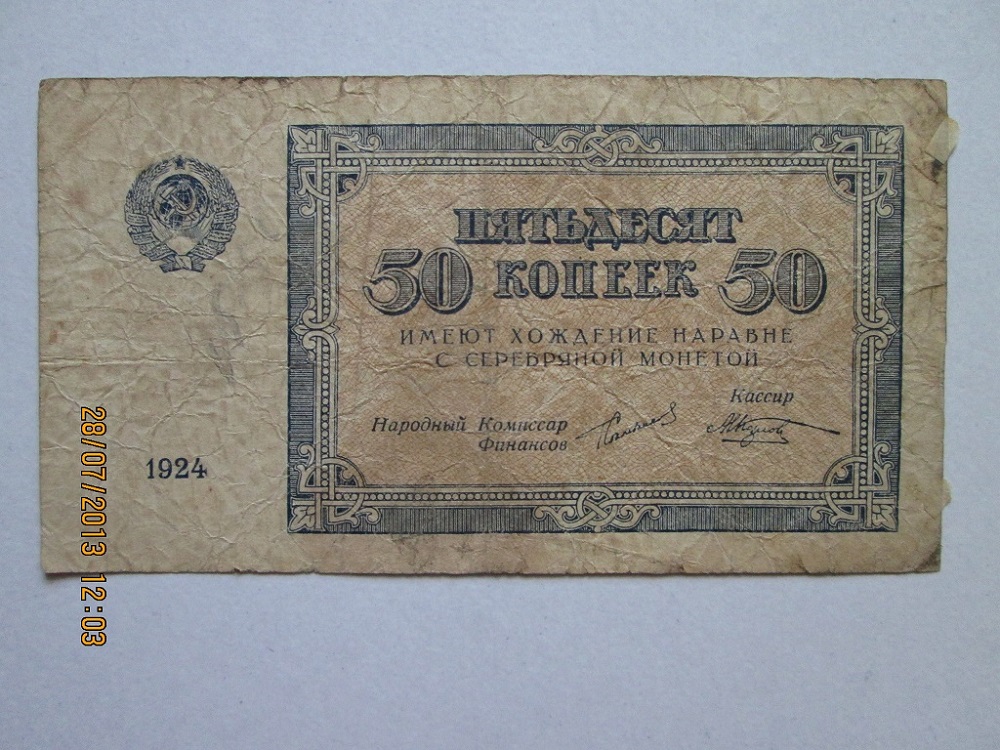 ПЯТЬДЕСЯТ
50 КОПЕЕК 50
ИМЕЮТ ХОЖДЕНИЕ НАРАВНЕ
С СЕРЕБРЯНОЙ МОНЕТОЙ
Кассир
Народный Комиссар
Финансов
1924
28/07/2013 12:03